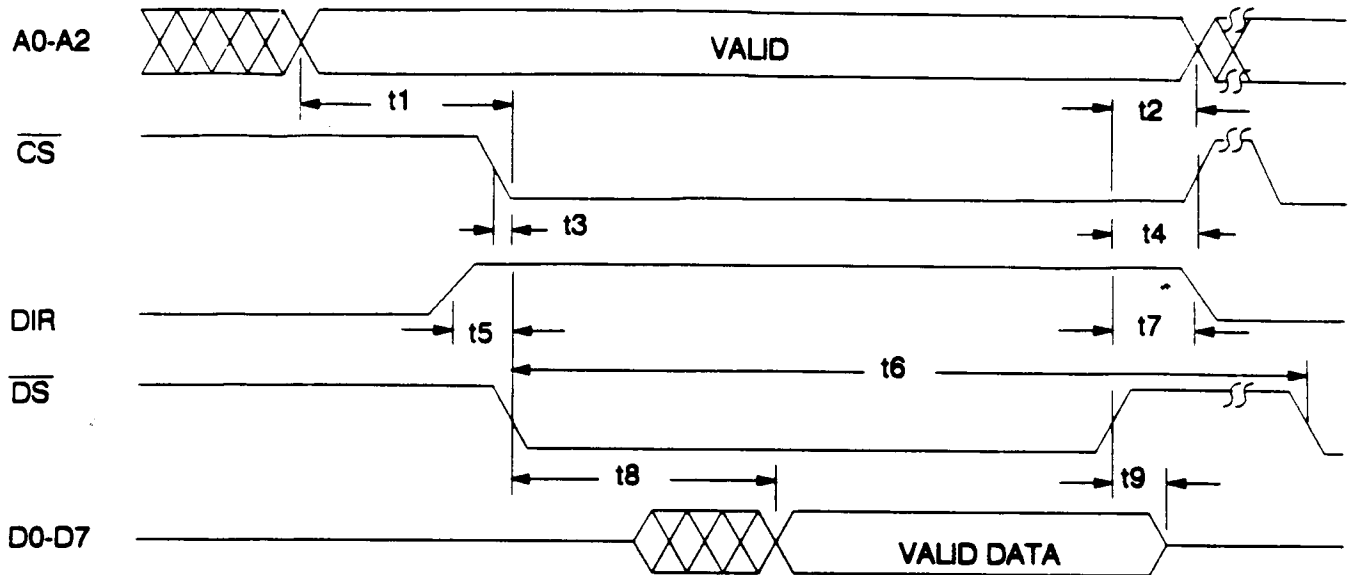 A0-A2
VALID
t1
t2
CS
t3
t4
DIR
t5
t7
t6
DS
t8
t9
D0-D7
VALID DATA